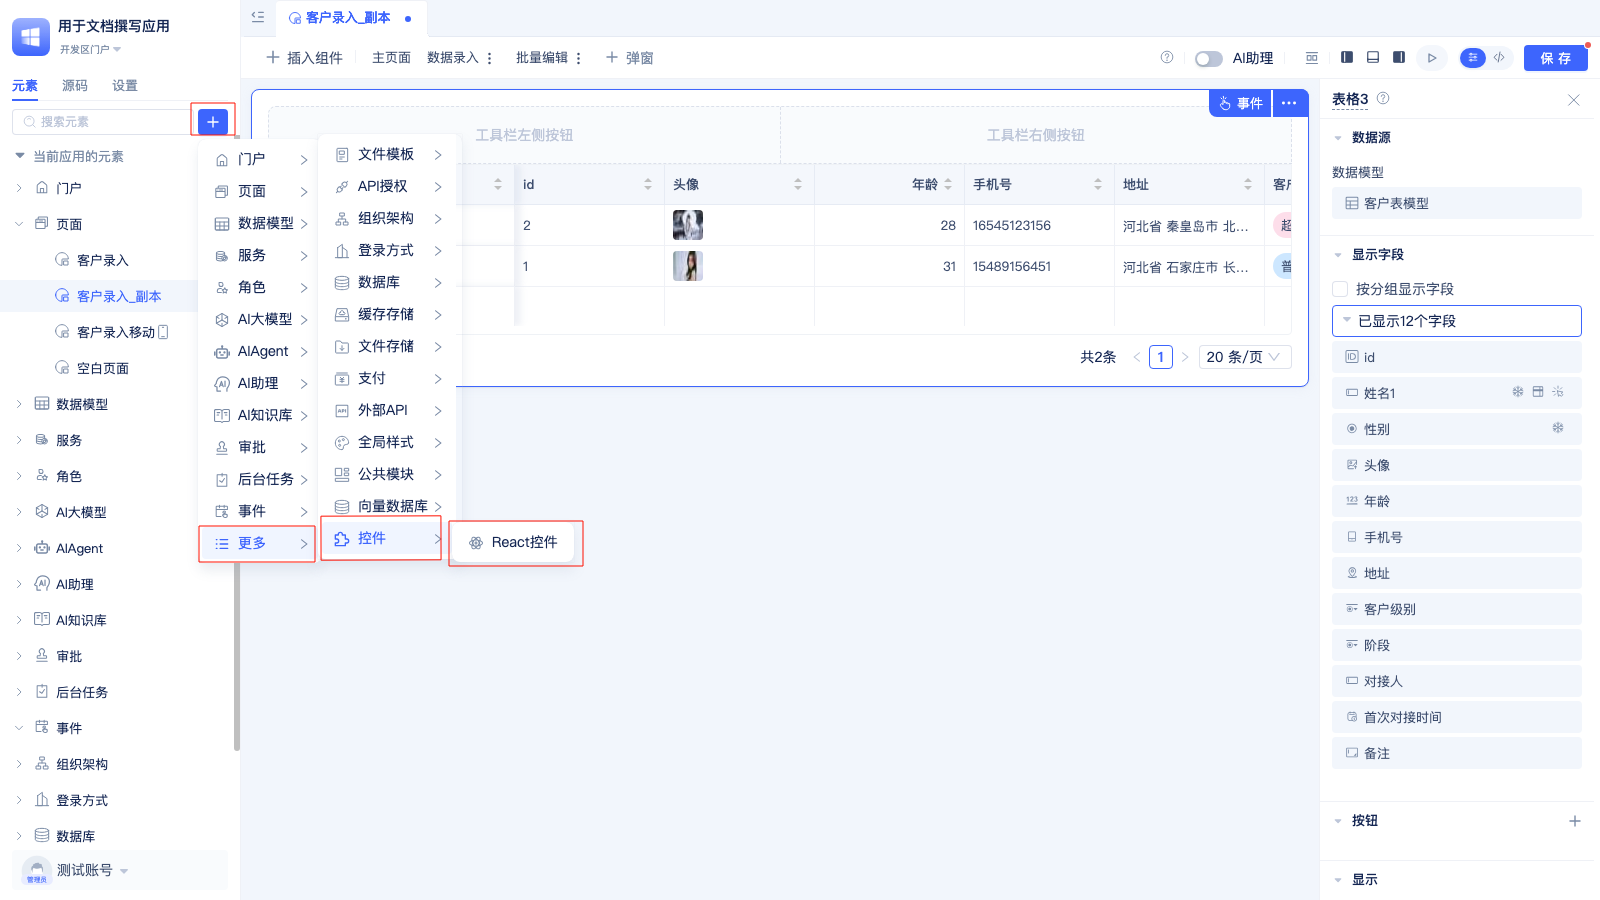 用于文档撰写应用
开发区门户
元素 源码 设置
搜索元素
当前应用的元素
门户
页面
客户录入
客户录入_副本
客户录入移动
空白页面
数据模型
服务
角色
AI大模型
AIAgent
AI助理
AI知识库
审批
后台任务
事件
组织架构
登录方式
数据库
管理员
测试账号
客户录入_副本
插入组件 主页面 数据录入 批量编辑 弹窗
AI助理
保 存
事件
工具栏左侧按钮 工具栏右侧按钮
id 头像 年龄 手机号 地址 客户
2 28 16545123156 河北省 秦皇岛市 北... 超
1 31 15489156451 河北省 石家庄市 长... 普
共2条 1 20 条/页
门户
页面
数据模型
服务
角色
AI大模型
AIAgent
AI助理
AI知识库
审批
后台任务
事件
更多
文件模板
API授权
组织架构
登录方式
数据库
缓存存储
文件存储
支付
外部API
全局样式
公共模块
向量数据库
控件
React控件
表格3
数据源
数据模型
客户表模型
显示字段
按分组显示字段
已显示12个字段
id
姓名1
性别
头像
年龄
手机号
地址
客户级别
阶段
对接人
首次对接时间
备注
按钮
显示